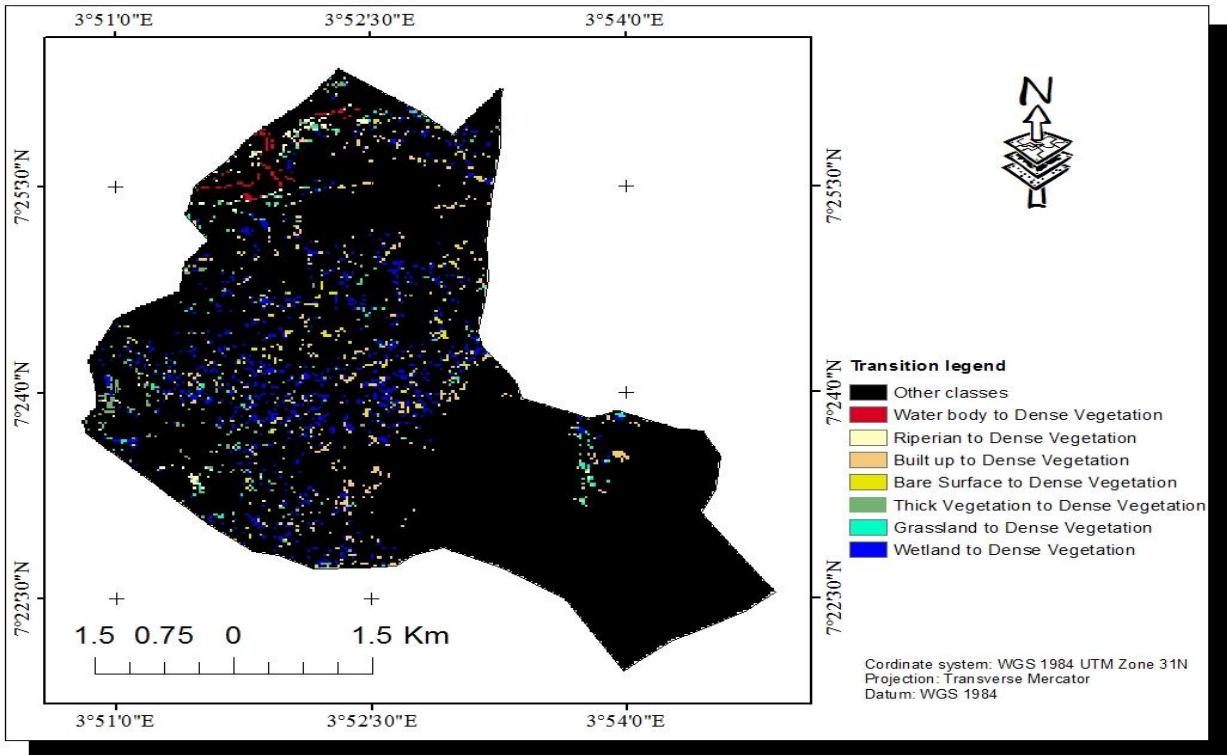 3°51'0"E 3°52'30"E 3°54'0"E
N
7°25'30"N 7°25'30"N
7°24'0"N 7°24'0"N
Transition legend
Other classes
Water body to Dense Vegetation
Riperian to Dense Vegetation
Built up to Dense Vegetation
Bare Surface to Dense Vegetation
Thick Vegetation to Dense Vegetation
Grassland to Dense Vegetation
Wetland to Dense Vegetation
7°22'30"N 7°22'30"N
1.5 0.75 0 1.5 Km
Cordinate system: WGS 1984 UTM Zone 31N
Projection: Transverse Mercator
Datum: WGS 1984
3°51'0"E 3°52'30"E 3°54'0"E